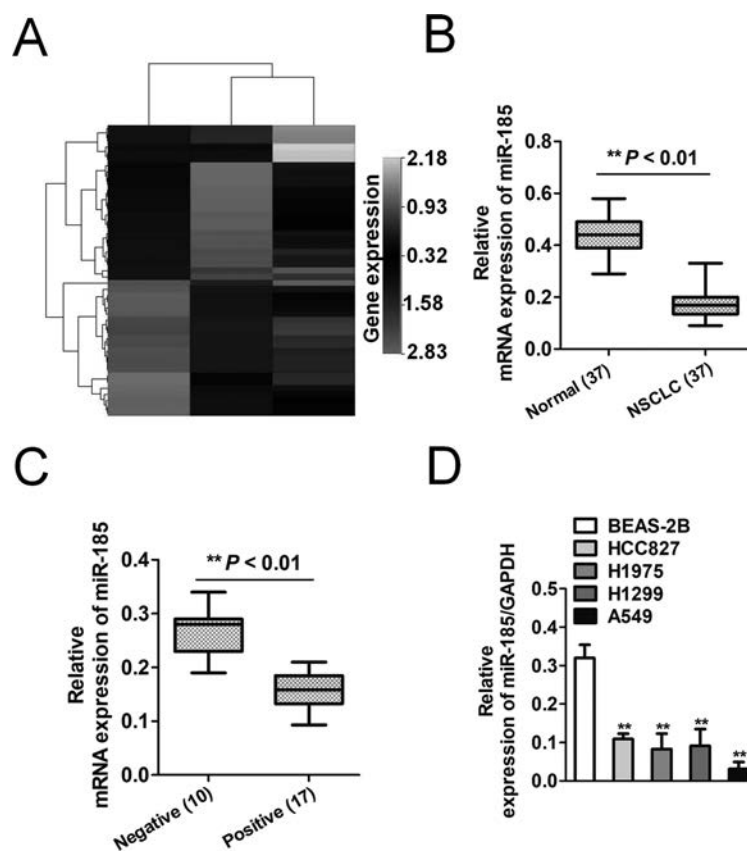 A
Gene expression
2.18
0.93
0.32
1.58
2.83
B
Relative
mRNA expression of miR-185
0.8
0.6
0.4
0.2
0.0
** P < 0.01
Normal (37)
NSCLC (37)
C
Relative
mRNA expression of miR-185
0.4
0.3
0.2
0.1
0.0
** P < 0.01
Negative (10)
Positive (17)
D
BEAS-2B
HCC827
H1975
H1299
A549
Relative
expression of miR-185/GAPDH
0.5
0.4
0.3
0.2
0.1
0.0
**
**
**
**